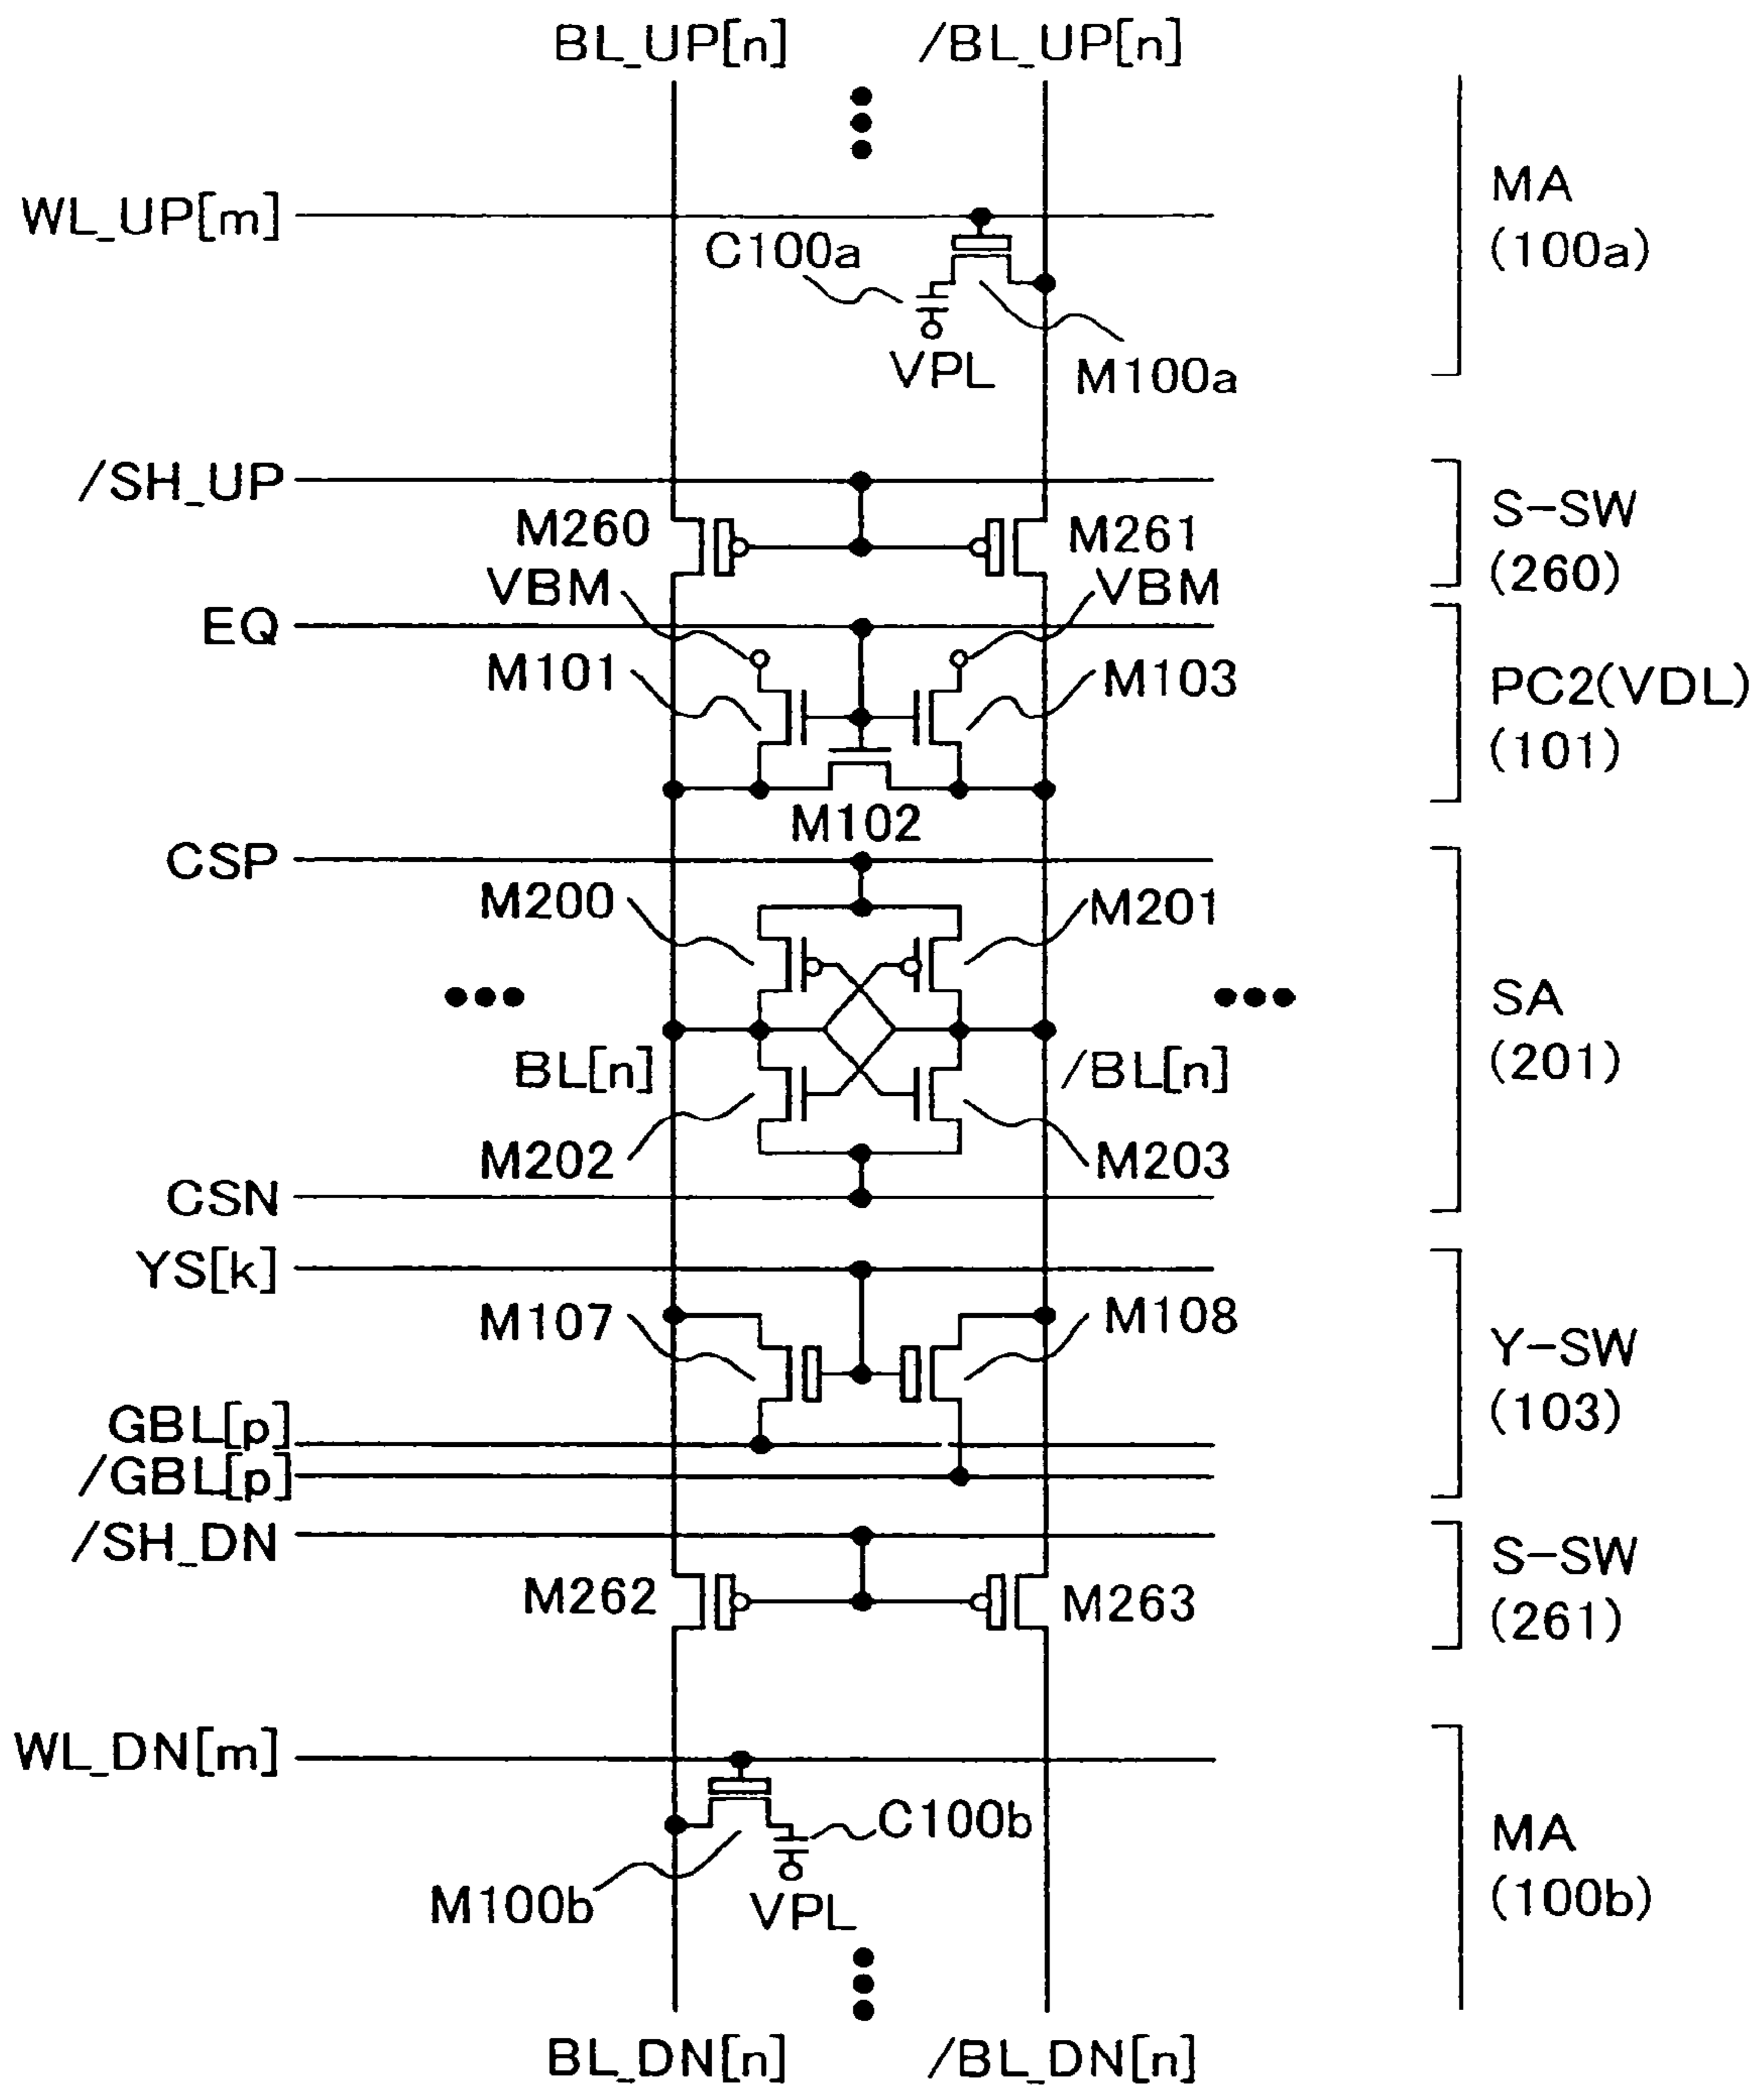 BL_UP[n] /BL_UP[n]
WL_UP[m]
C100a
VPL
M100a
MA
(100a)
/SH_UP
M260
M261
S-SW
(260)
VBM
VBM
EQ
M101
M103
M102
PC2(VDL)
(101)
CSP
M200
M201
BL[n]
/BL[n]
M202
M203
CSN
SA
(201)
YS[k]
M107
M108
GBL[p]
/GBL[p]
Y-SW
(103)
/SH_DN
M262
M263
S-SW
(261)
WL_DN[m]
C100b
M100b
VPL
MA
(100b)
BL_DN[n] /BL_DN[n]